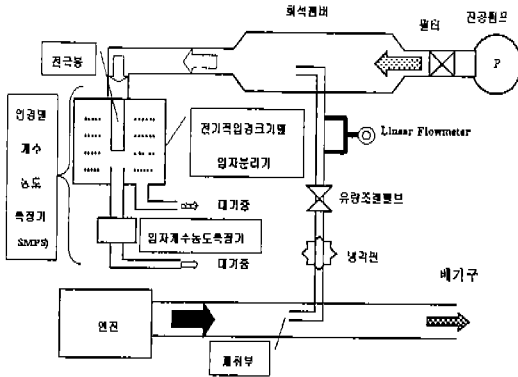 희석챔버
필터
진공펌프
P
전극봉
입경별
계수
농도
측정기
(SMPS)
전기적입경크기별
입자분리기
Linear Flowmeter
대기중
유량조절밸브
입자계수농도측정기
대기중
냉각핀
배기구
엔진
채취부